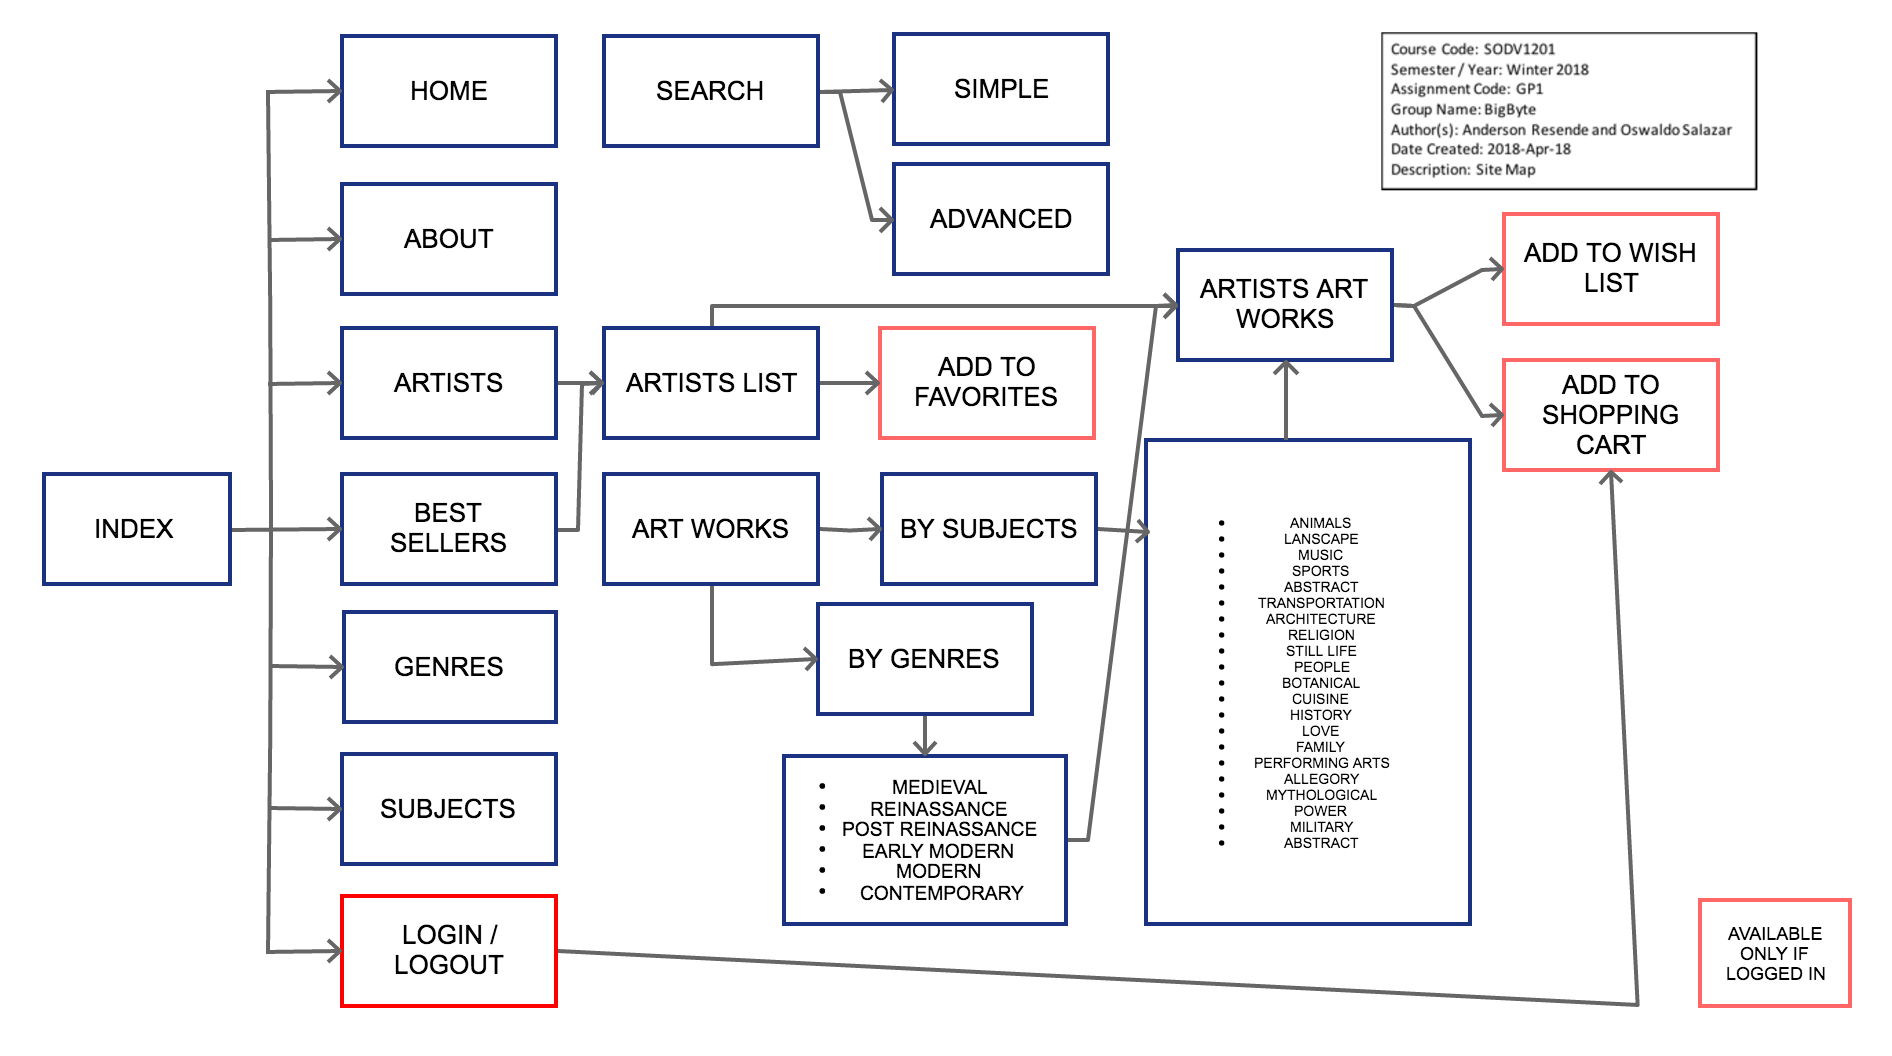 HOME
SEARCH
SIMPLE
Course Code: SODV1201
Semester / Year: Winter 2018
Assignment Code: GP1
Group Name: BigByte
Author(s): Anderson Resende and Oswaldo Salazar
Date Created: 2018-Apr-18
Description: Site Map
ABOUT
ADVANCED
ADD TO WISH
LIST
ARTISTS ART
WORKS
ARTISTS
ARTISTS LIST
ADD TO
FAVORITES
ADD TO
SHOPPING
CART
INDEX
BEST
SELLERS
ART WORKS
BY SUBJECTS
• ANIMALS
• LANSCAPE
• MUSIC
• SPORTS
• ABSTRACT
• TRANSPORTATION
• ARCHITECTURE
• RELIGION
• STILL LIFE
• PEOPLE
• BOTANICAL
• CUISINE
• HISTORY
• LOVE
• FAMILY
• PERFORMING ARTS
• ALLEGORY
• MYTHOLOGICAL
• POWER
• MILITARY
• ABSTRACT
GENRES
BY GENRES
SUBJECTS
• MEDIEVAL
• REINASSANCE
• POST REINASSANCE
• EARLY MODERN
• MODERN
• CONTEMPORARY
LOGIN /
LOGOUT
AVAILABLE
ONLY IF
LOGGED IN